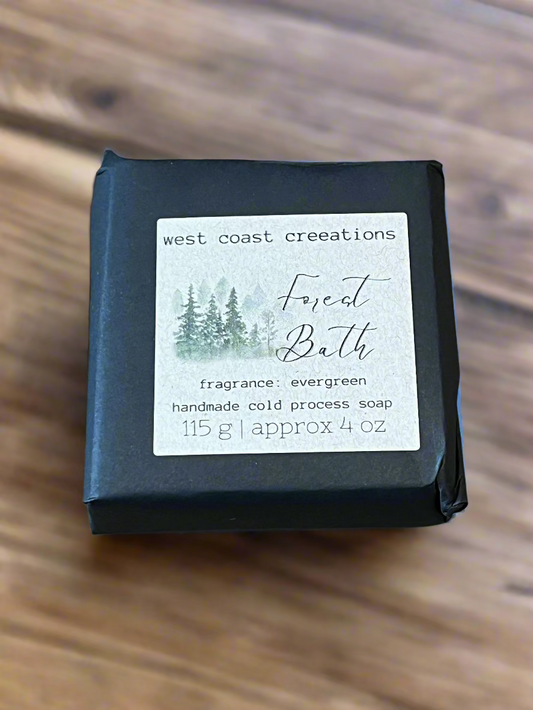 west coast creeations
Forest
Bath
fragrance: evergreen
handmade cold process soap
115 g | approx 4 oz